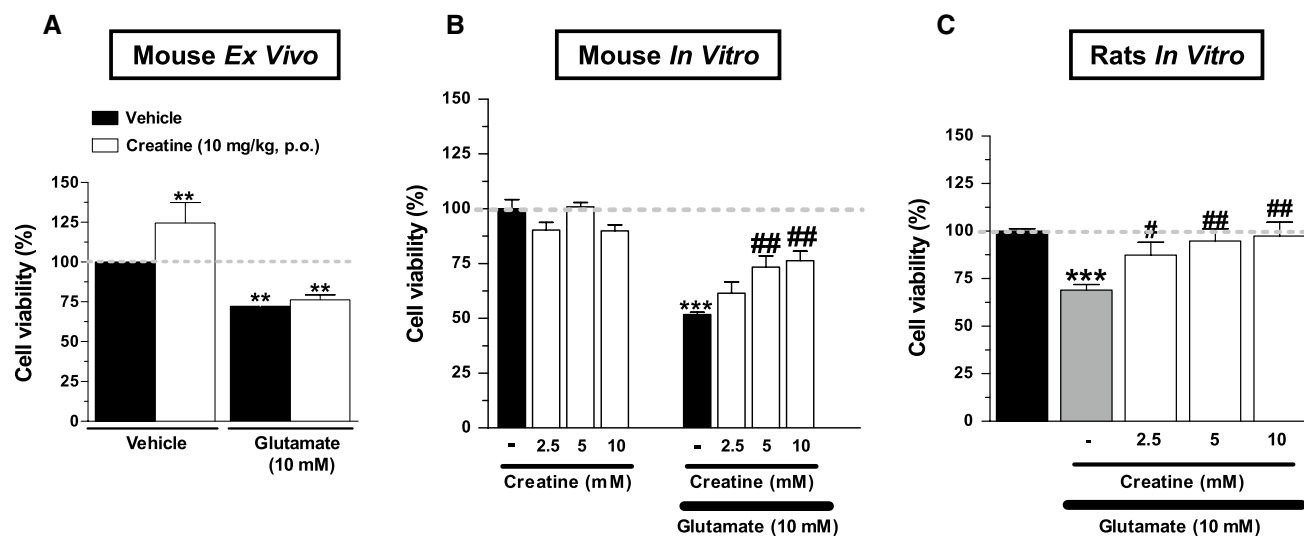 A
Mouse Ex Vivo
Vehicle
Creatine (10 mg/kg, p.o.)
Cell viability (%)
150
125
100
75
50
25
0
**
**
**
Vehicle
Glutamate
(10 mM)
B
Mouse In Vitro
Cell viability (%)
150
125
100
75
50
25
0
***
##
##
- 2.5 5 10
- 2.5 5 10
Creatine (mM)
Creatine (mM)
Glutamate (10 mM)
C
Rats In Vitro
Cell viability (%)
150
125
100
75
50
25
0
***
#
##
##
- 2.5 5 10
Creatine (mM)
Glutamate (10 mM)